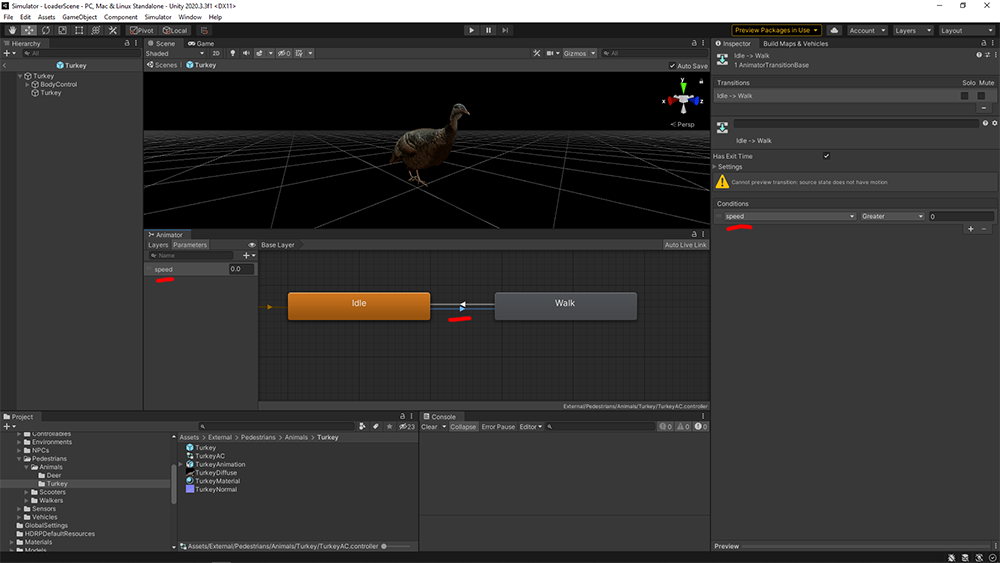 Simulator - LoaderScene - PC, Mac & Linux Standalone - Unity 2020.3.3f1 <DX11>
File Edit Assets GameObject Component Simulator Window Help
Pivot Local Preview Packages in Use Account Layers Layout
Hierarchy
All
Turkey
Turkey
BodyControl
Turkey
Scene Game
Shaded 2D 0 Gizmos All
Scenes Turkey Auto Save
y
x
z
Persp
Animator
Layers Parameters Base Layer Auto Live Link
Name
speed 0.0
Idle
Walk
External/Pedestrians/Animals/Turkey/TurkeyAC.controller
Inspector Build Maps & Vehicles
Idle -> Walk
1 AnimatorTransitionBase
Transitions Solo Mute
Idle -> Walk
Idle -> Walk
Has Exit Time
Settings
Cannot preview transition: source state does not have motion
Conditions
speed Greater 0
Preview
Project
23
Controllables
Environments
NPCs
Pedestrians
Animals
Deer
Turkey
Scooters
Walkers
Sensors
Vehicles
GlobalSettings
HDRPDefaultResources
Materials
Models
Assets > External > Pedestrians > Animals > Turkey
Turkey
TurkeyAC
TurkeyAnimation
TurkeyDiffuse
TurkeyMaterial
TurkeyNormal
Assets/External/Pedestrians/Animals/Turkey/TurkeyAC.controller
Console
Clear Collapse Error Pause Editor 0 0 0